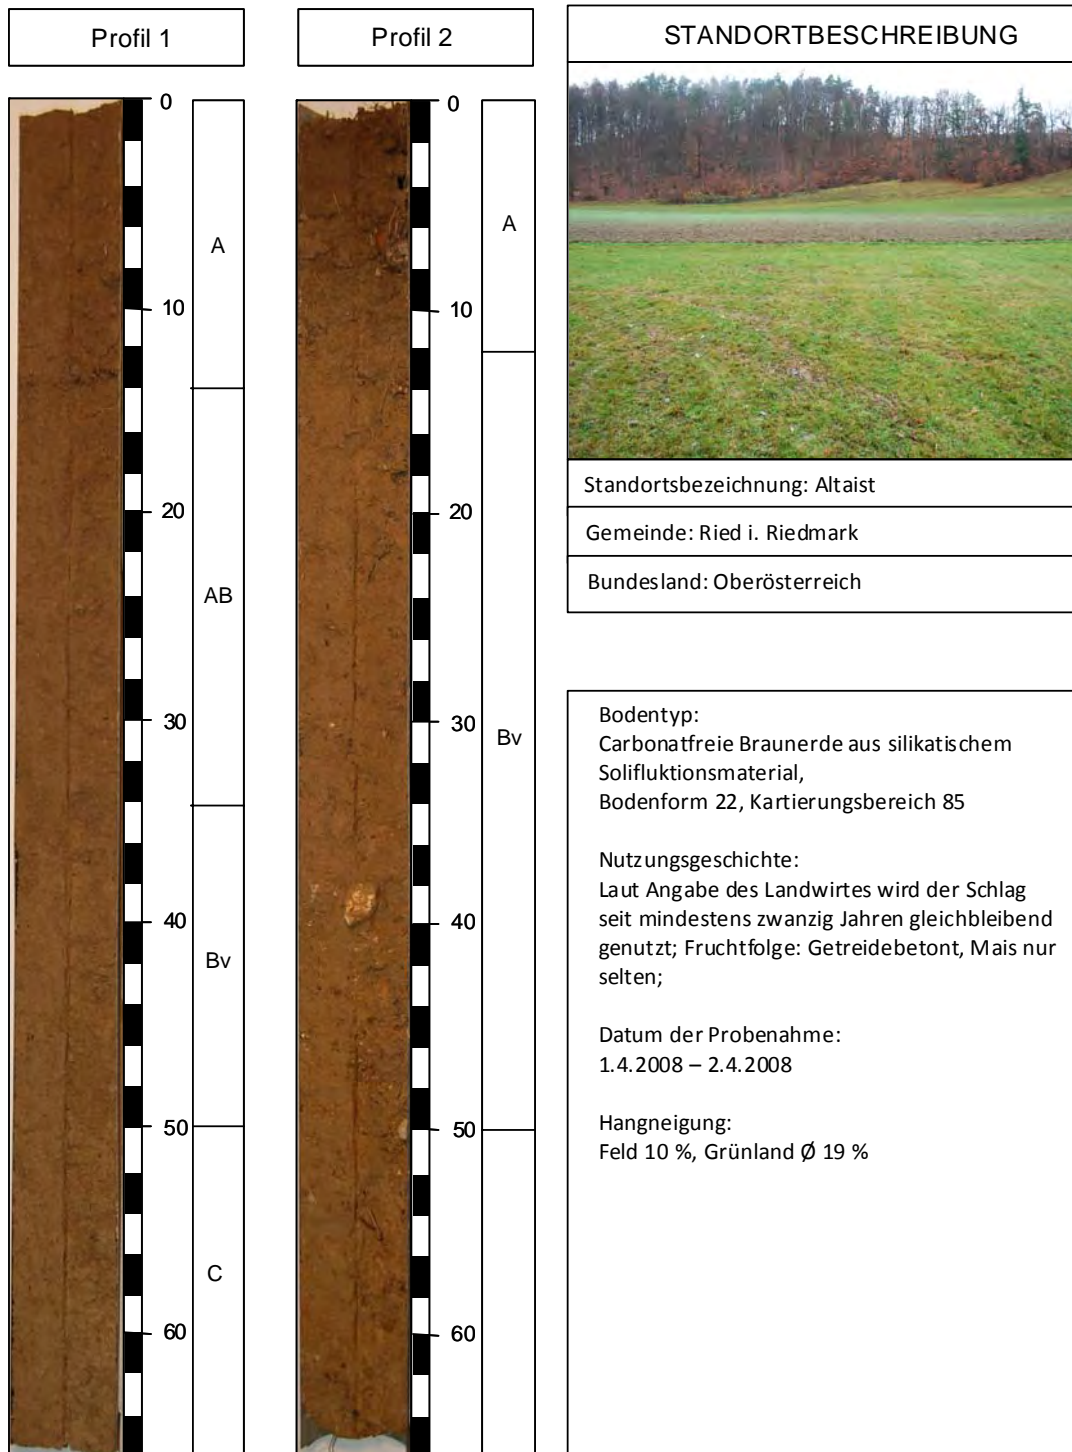 Profil 1
0
10
20
30
40
50
60
A
AB
Bv
C
Profil 2
0
10
20
30
40
50
60
A
Bv
STANDORTBESCHREIBUNG
Standortsbezeichnung: Altaist
Gemeinde: Ried i. Riedmark
Bundesland: Oberösterreich
Bodentyp:
Carbonatfreie Braunerde aus silikatischem
Solifluktionsmaterial,
Bodenform 22, Kartierungsbereich 85
Nutzungsgeschichte:
Laut Angabe des Landwirtes wird der Schlag
seit mindestens zwanzig Jahren gleichbleibend
genutzt; Fruchtfolge: Getreidebetont, Mais nur
selten;
Datum der Probenahme:
1.4.2008 – 2.4.2008
Hangneigung:
Feld 10 %, Grünland Ø 19 %